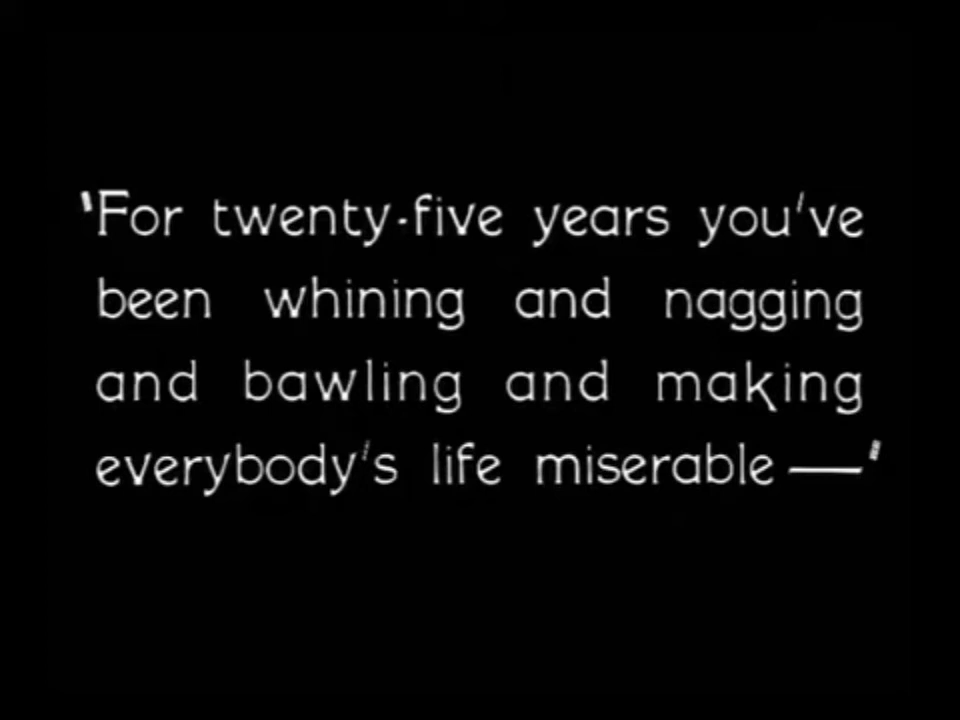 'For twenty-five years you've
been whining and nagging
and bawling and making
everybody's life miserable—'